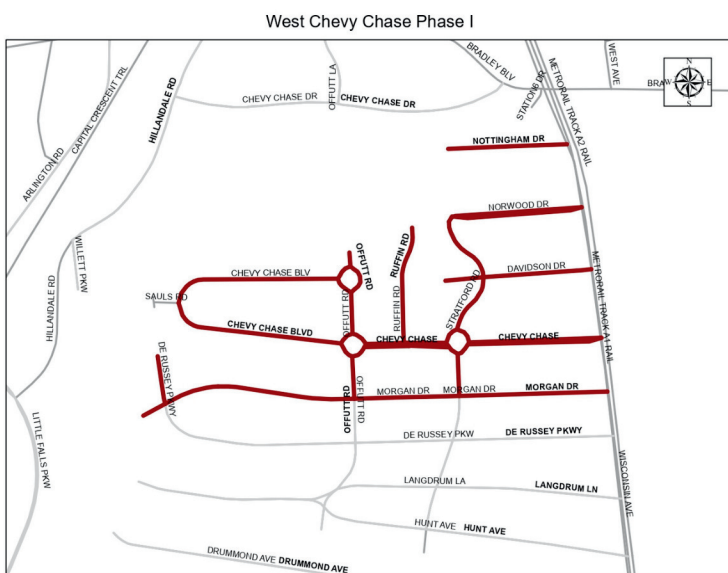 West Chevy Chase Phase I
BRADLEY BLV
WEST AVE
N
BRA
W
E
S
STATION6 DR
OFFUTT LA
CHEVY CHASE DR
CHEVY CHASE DR
HILLANDALE RD
CAPITAL CRESCENT TRL
ARLINGTON RD
NOTTINGHAM DR
METRORAIL TRACK A2 RAIL
NORWOOD DR
WILLETT PKW
HILLANDALE RD
OFFUTT RD
RUFFIN RD
CHEVY CHASE BLV
DAVIDSON DR
METRORAIL TRACK A1 RAIL
SAULS RD
OFFUTT RD
RUFFIN RD
STRATFORD RD
CHEVY CHASE BLVD
CHEVY CHASE
CHEVY CHASE
DE RUSSEY PKWY
MORGAN DR
MORGAN DR
MORGAN DR
OFFUTT RD
OFFUTT RD
LITTLE FALLS PKW
DE RUSSEY PKW
DE RUSSEY PKWY
WISCONSIN AVE
LANGDRUM LA
LANGDRUM LN
HUNT AVE
HUNT AVE
DRUMMOND AVE
DRUMMOND AVE